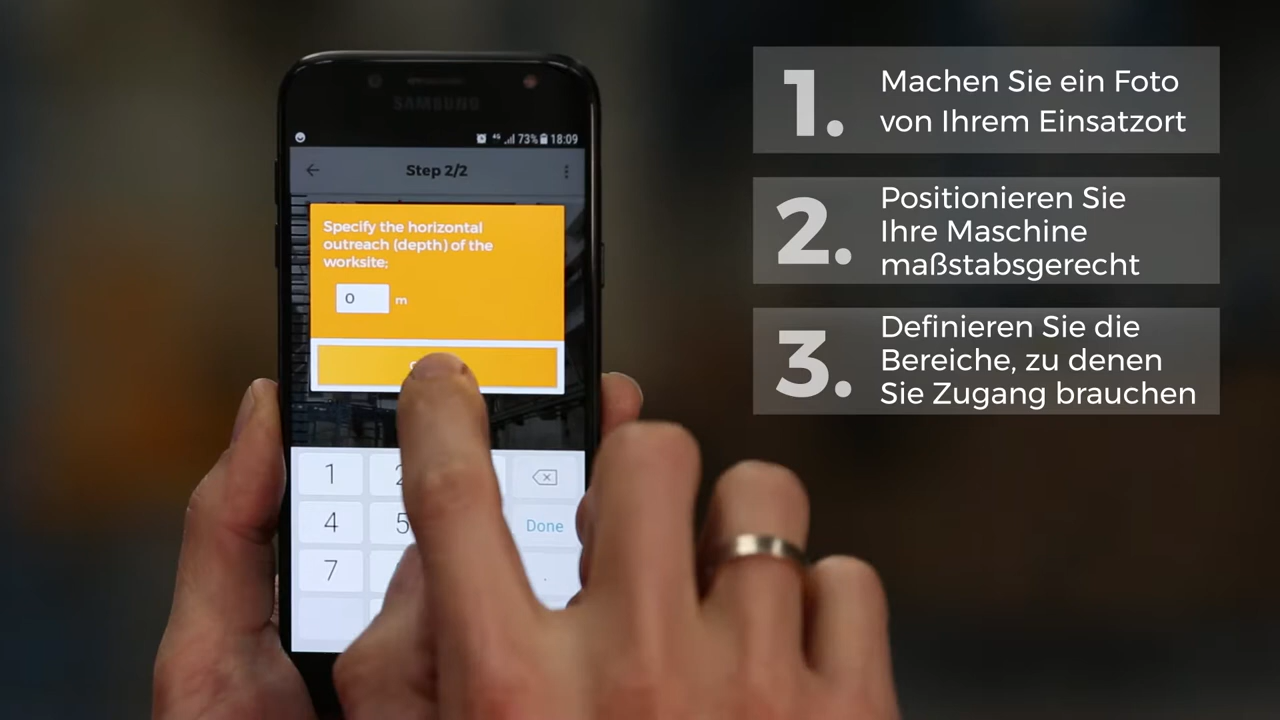 SAMSUNG
4G 73% 18:09
Step 2/2
Specify the horizontal
outreach (depth) of the
worksite;
0 m
1
4
5
Done
7
.
1.
Machen Sie ein Foto
von Ihrem Einsatzort
2.
Positionieren Sie
Ihre Maschine
maßstabsgerecht
3.
Definieren Sie die
Bereiche, zu denen
Sie Zugang brauchen